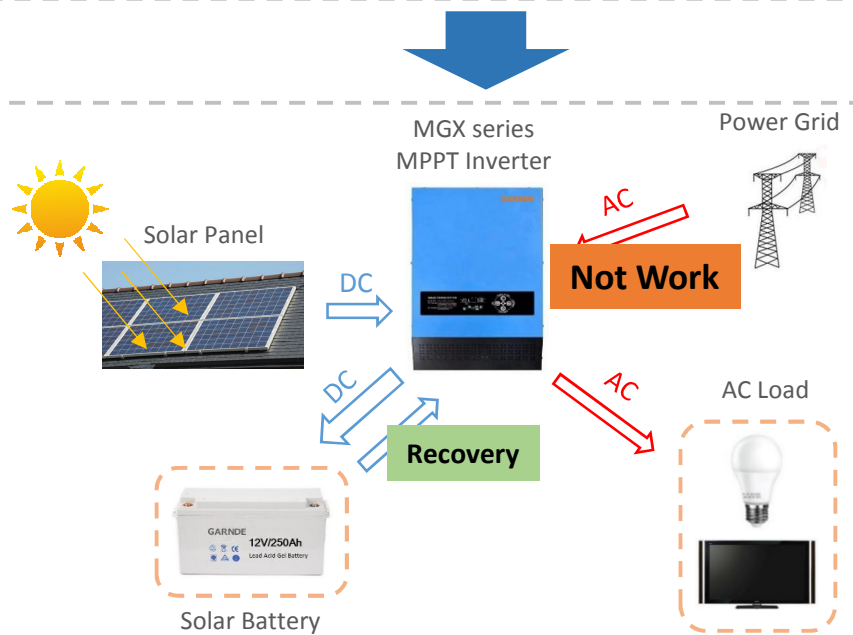 MGX series
MPPT Inverter
Power Grid
AC
Solar Panel
Not Work
DC
DC
AC
AC Load
Recovery
GARNDE
12V/250Ah
Lead Acid Gel Battery
Solar Battery